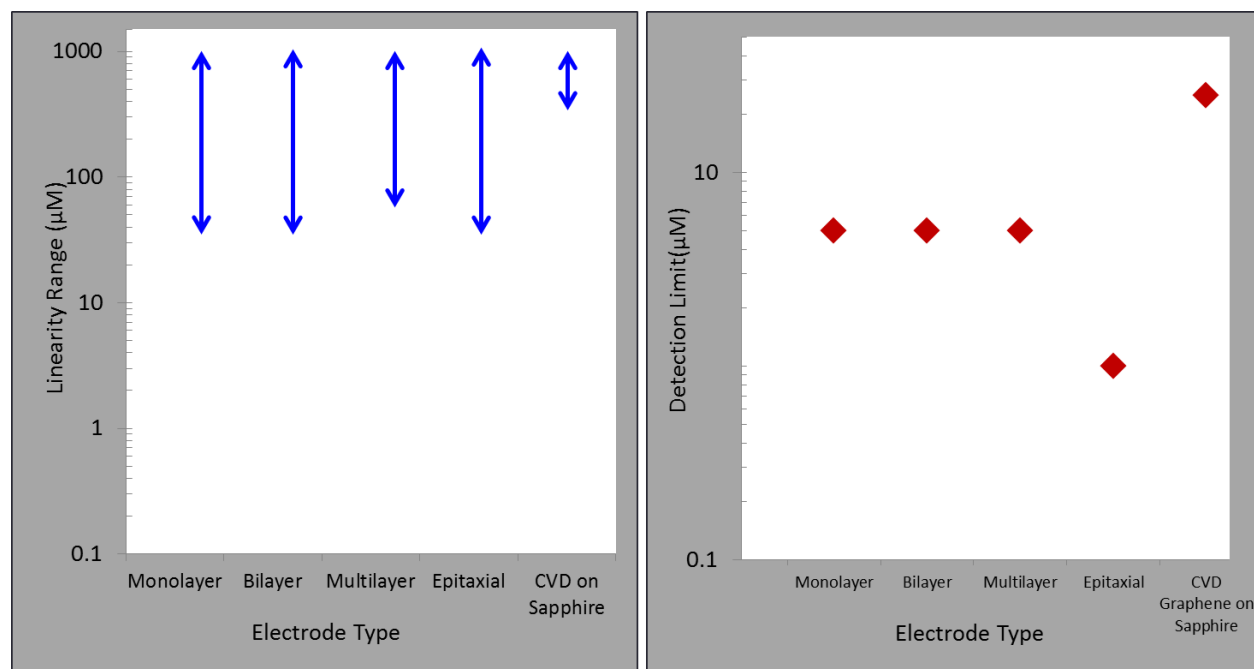 1000
100
10
1
0.1
Linearity Range (µM)
Monolayer Bilayer Multilayer Epitaxial CVD on
Sapphire
Electrode Type
10
0.1
Detection Limit(µM)
Monolayer Bilayer Multilayer Epitaxial CVD
Graphene on
Sapphire
Electrode Type